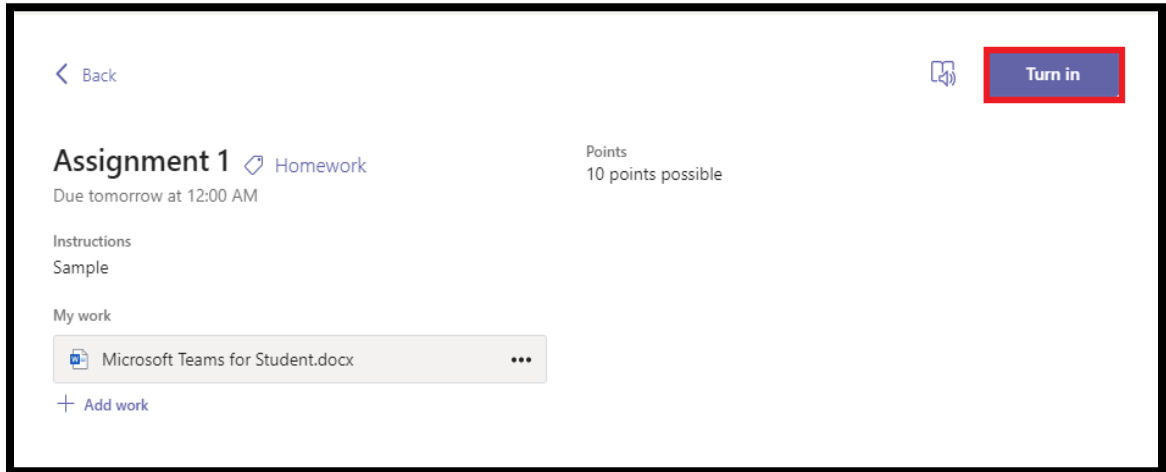 Back
Turn in
Assignment 1 Homework
Due tomorrow at 12:00 AM
Points
10 points possible
Instructions
Sample
My work
Microsoft Teams for Student.docx
Add work